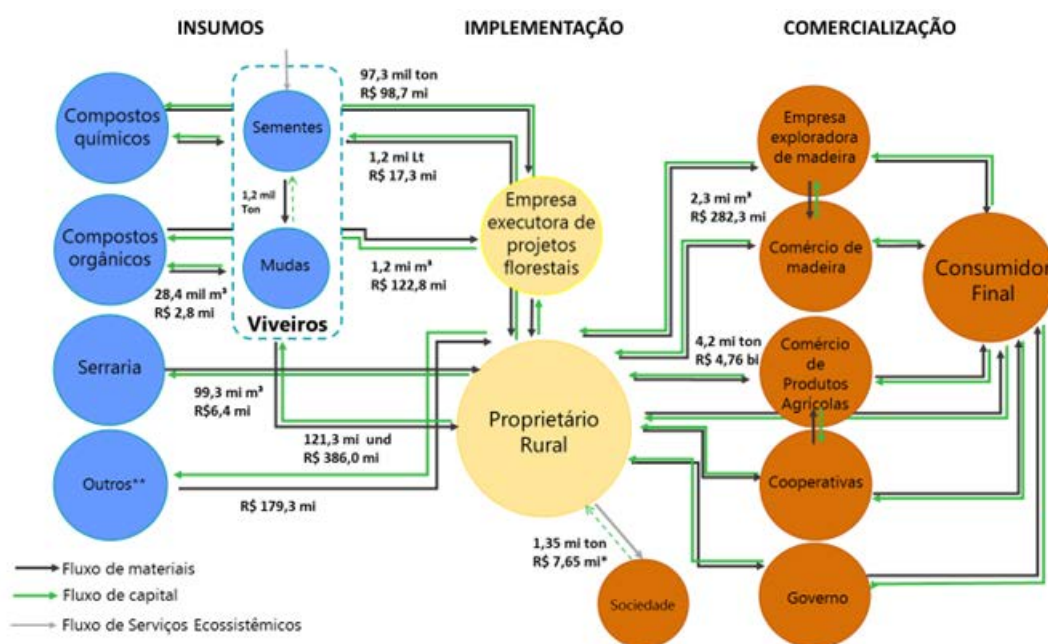 INSUMOS
IMPLEMENTAÇÃO
COMERCIALIZAÇÃO
Compostos
químicos
Sementes
97,3 mil ton
R$ 98,7 mi
1,2 mi Lt
R$ 17,3 mi
1,2 mil
Ton
Compostos
orgânicos
Mudas
Viveiros
28,4 mil m³
R$ 2,8 mi
1,2 mi m³
R$ 122,8 mi
Empresa
executora de
projetos
florestais
Serraria
99,3 mi m³
R$6,4 mi
121,3 mi und
R$ 386,0 mi
Outros**
R$ 179,3 mi
Proprietário
Rural
1,35 mi ton
R$ 7,65 mi*
Sociedade
Empresa
exploradora
de madeira
2,3 mi m³
R$ 282,3 mi
Comércio de
madeira
4,2 mi ton
R$ 4,76 bi
Comércio
de
Produtos
Agrícolas
Cooperativas
Governo
Consumidor
Final
Fluxo de materiais
Fluxo de capital
Fluxo de Serviços Ecossistêmicos